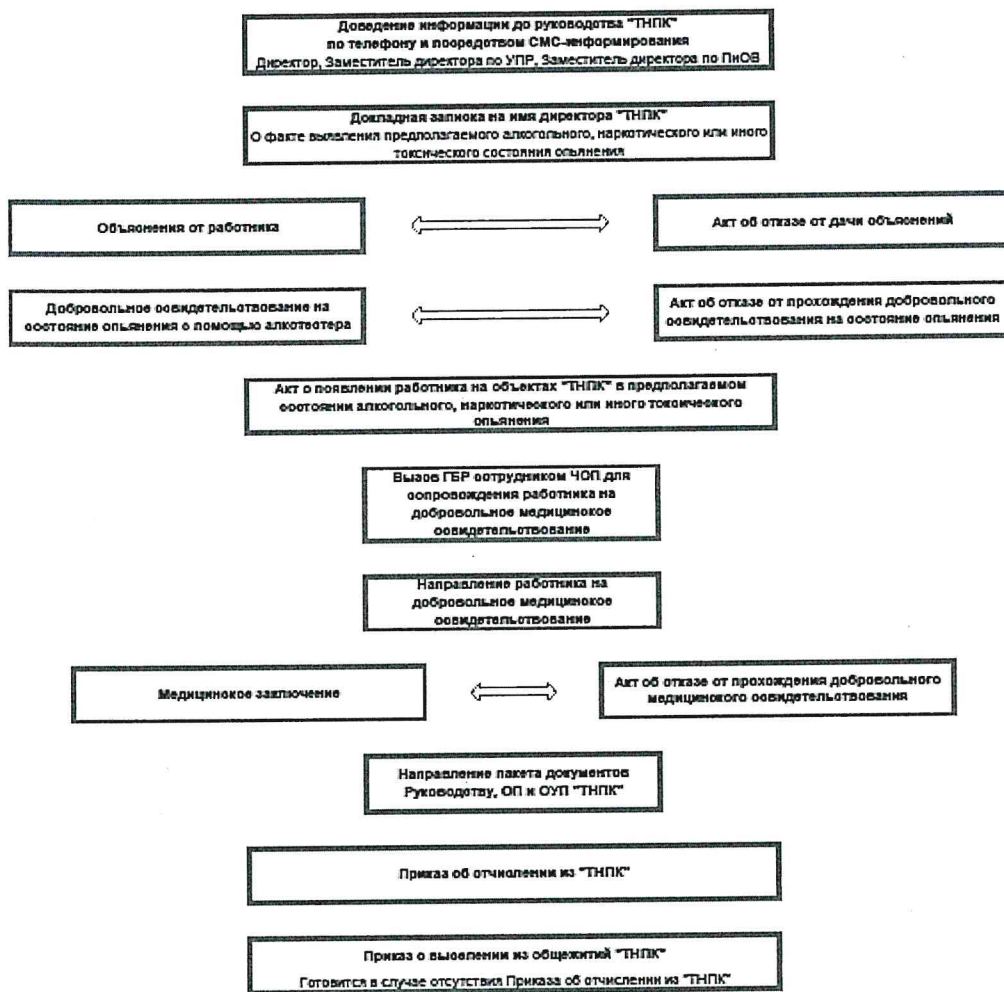 Доведение информации до руководства "ТНПК"
по телефону и посредством СМС-информирования
Директор, Заместитель директора по УПР, Заместитель директора по ПиОВ
Докладная записка на имя директора "ТНПК"
О факте выявления предполагаемого алкогольного, наркотического или иного
токсического состояния опьянения
Объяснения от работника
Акт об отказе от дачи объяснений
Добровольное освидетельствование на
состояние опьянения с помощью алкотестера
Акт об отказе от прохождения добровольного
освидетельствования на состояние опьянения
Акт о появлении работника на объектах "ТНПК" в предполагаемом
состоянии алкогольного, наркотического или иного токсического
опьянения
Вызов ГБР сотрудником ЧОП для
сопровождения работника на
добровольное медицинское
освидетельствование
Направление работника на
добровольное медицинское
освидетельствование
Медицинское заключение
Акт об отказе от прохождения добровольного
медицинского освидетельствования
Направление пакета документов
Руководству, ОП и ОУП "ТНПК"
Приказ об отчислении из "ТНПК"
Приказ о выселении из общежитий "ТНПК"
Готовится в случае отсутствия Приказа об отчислении из "ТНПК"